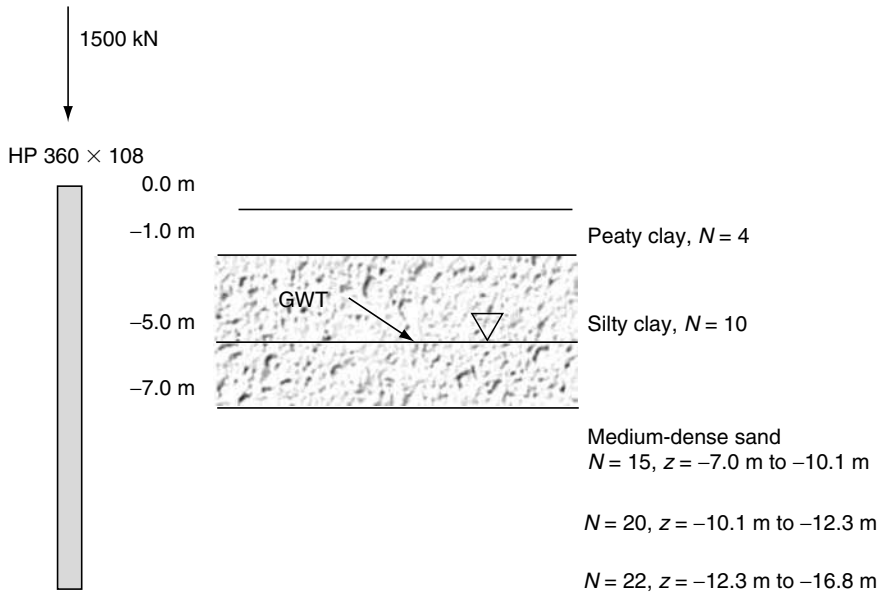 1500 kN
HP 360 × 108
0.0 m
–1.0 m
Peaty clay, N = 4
GWT
–5.0 m
Silty clay, N = 10
–7.0 m
Medium-dense sand
N = 15, z = –7.0 m to –10.1 m
N = 20, z = –10.1 m to –12.3 m
N = 22, z = –12.3 m to –16.8 m